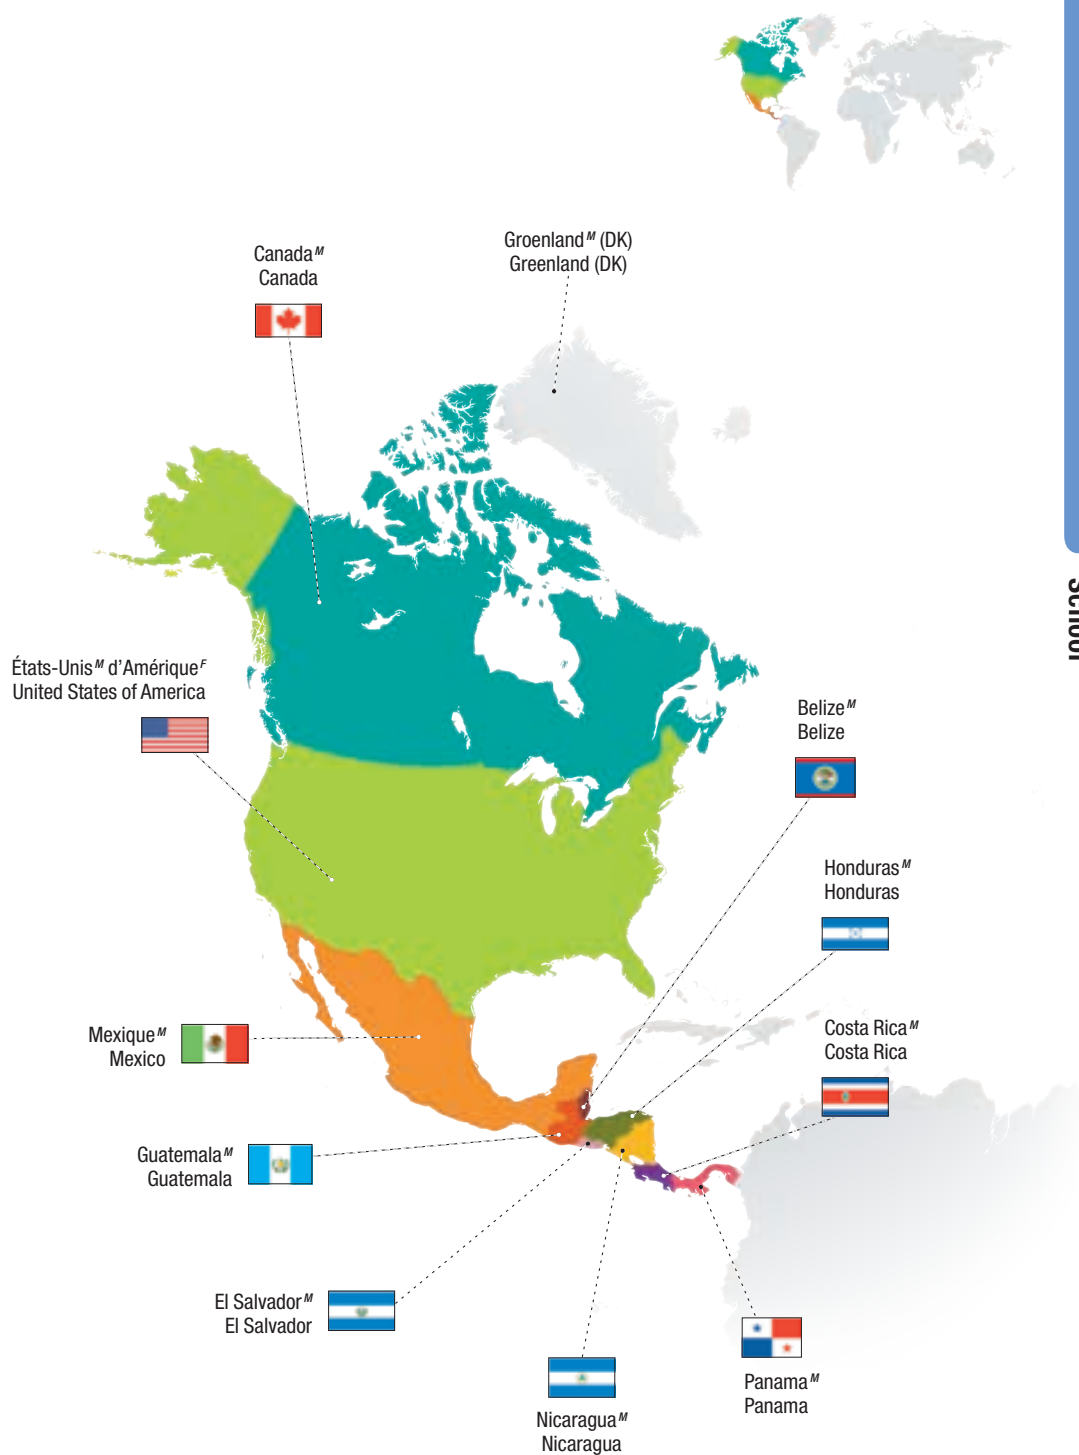 Groenland M (DK)
Greenland (DK)
Canada M
Canada
School
États-Unis M d'Amérique F
United States of America
Belize M
Belize
Honduras M
Honduras
Mexique M
Mexico
Costa Rica M
Costa Rica
Guatemala M
Guatemala
El Salvador M
El Salvador
Panama M
Panama
Nicaragua M
Nicaragua